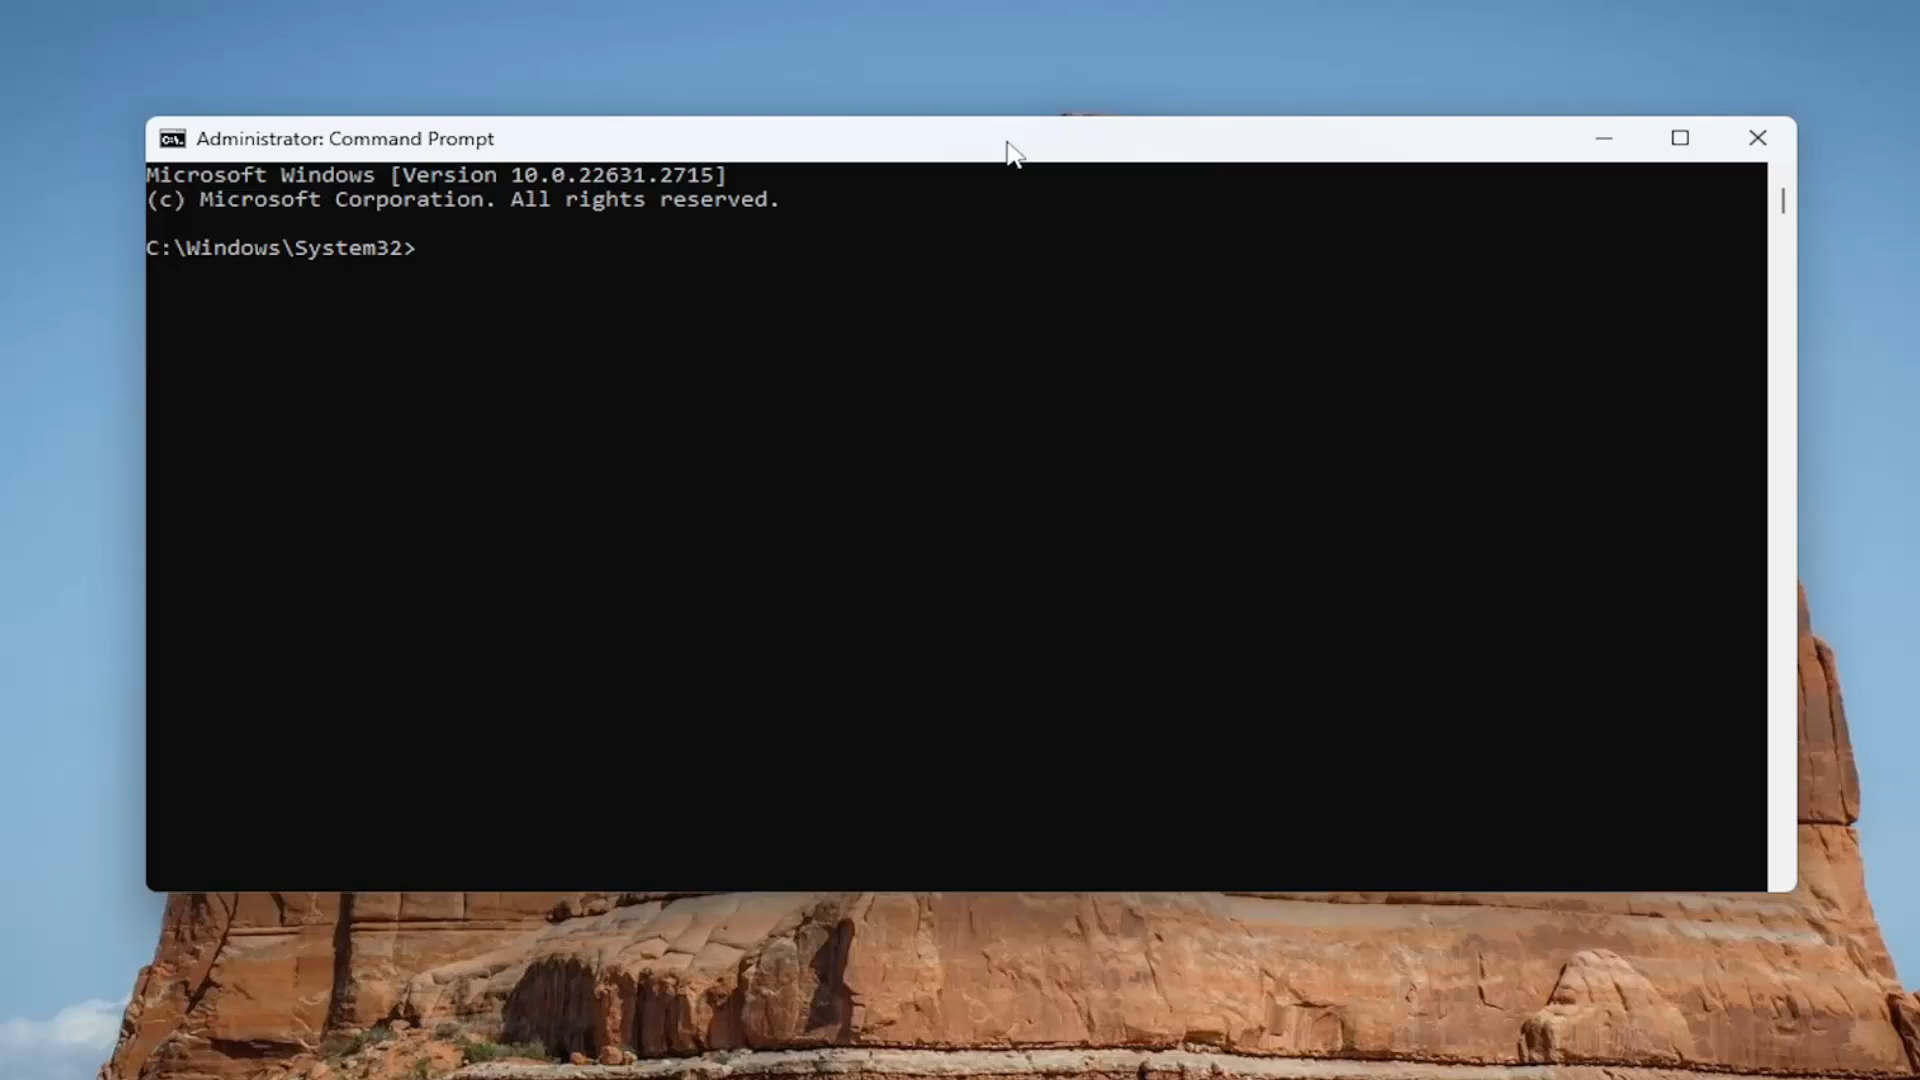 Administrator: Command Prompt
Microsoft Windows [Version 10.0.22631.2715]
(c) Microsoft Corporation. All rights reserved.
C:\Windows\System32>